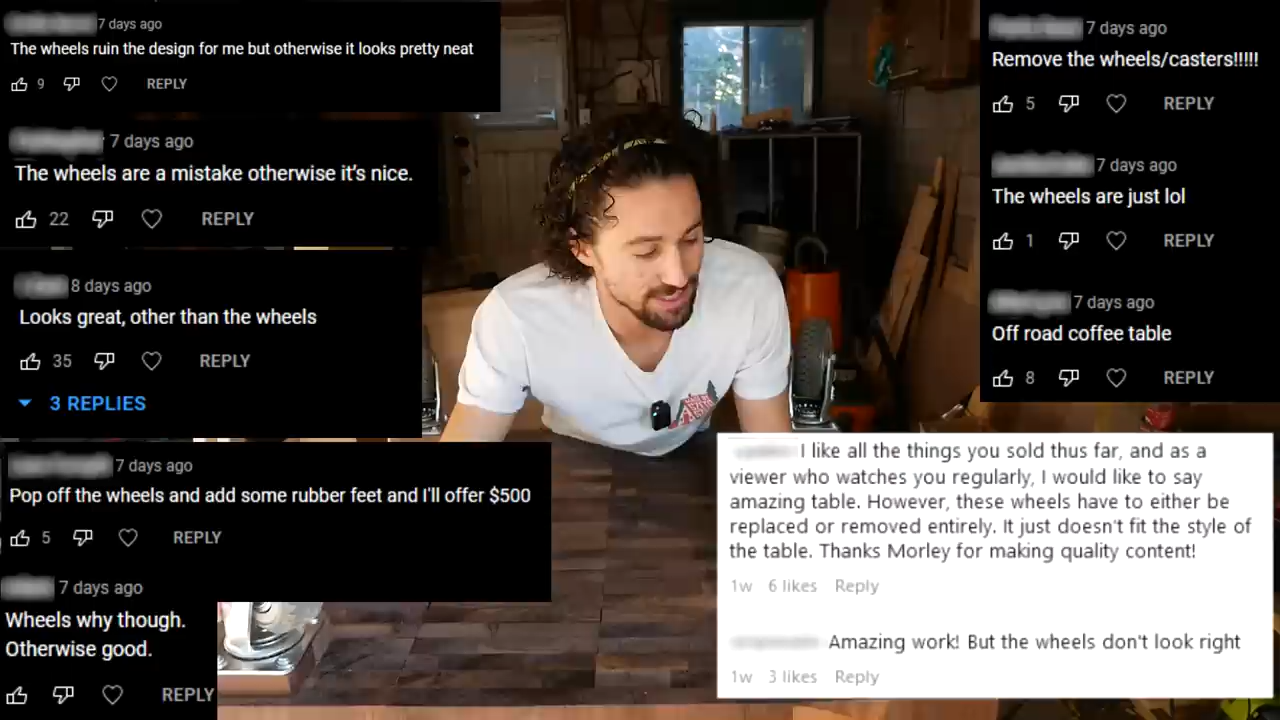 7 days ago
The wheels ruin the design for me but otherwise it looks pretty neat
9 REPLY
7 days ago
The wheels are a mistake otherwise it's nice.
22 REPLY
8 days ago
Looks great, other than the wheels
35 REPLY
3 REPLIES
7 days ago
Pop off the wheels and add some rubber feet and I'll offer $500
5 REPLY
7 days ago
Wheels why though.
Otherwise good.
REPLY
7 days ago
Remove the wheels/casters!!!!!
5 REPLY
7 days ago
The wheels are just lol
1 REPLY
7 days ago
Off road coffee table
8 REPLY
I like all the things you sold thus far, and as a
viewer who watches you regularly, I would like to say
amazing table. However, these wheels have to either be
replaced or removed entirely. It just doesn't fit the style of
the table. Thanks Morley for making quality content!
1w 6 likes Reply
Amazing work! But the wheels don't look right
1w 3 likes Reply